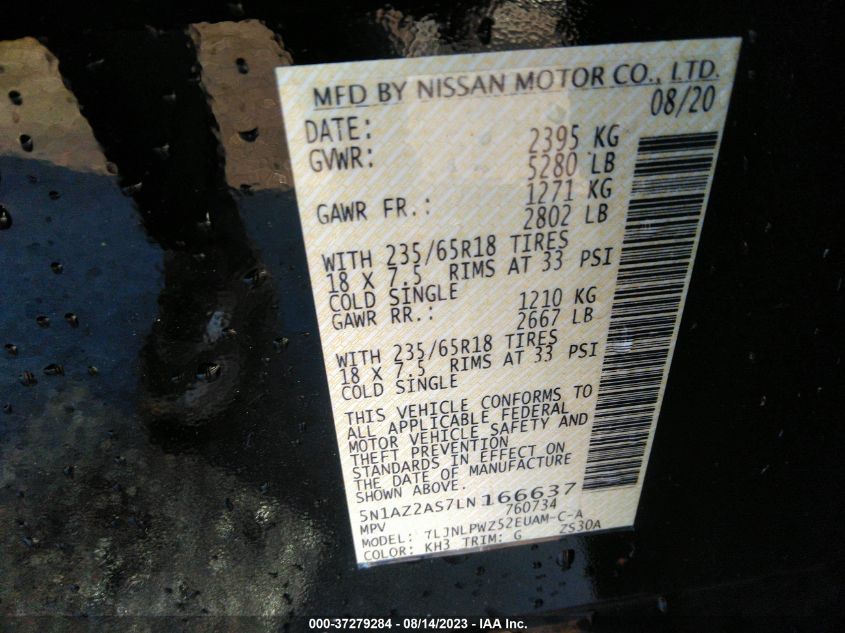 MFD BY NISSAN MOTOR CO., LTD.
DATE: 08/20
GVWR: 2395 KG
5280 LB
GAWR FR.: 1271 KG
2802 LB
WITH 235/65R18 TIRES
18 X 7.5 RIMS AT 33 PSI
COLD SINGLE
GAWR RR.: 1210 KG
2667 LB
WITH 235/65R18 TIRES
18 X 7.5 RIMS AT 33 PSI
COLD SINGLE
THIS VEHICLE CONFORMS TO
ALL APPLICABLE FEDERAL
MOTOR VEHICLE SAFETY AND
THEFT PREVENTION
STANDARDS IN EFFECT ON
THE DATE OF MANUFACTURE
SHOWN ABOVE.
5N1AZ2AS7LN166637
MPV 760734
MODEL: 7LJNLPWZ52EUAM-C-A
COLOR: KH3 TRIM: G ZS30A
000-37279284 - 08/14/2023 - IAA Inc.